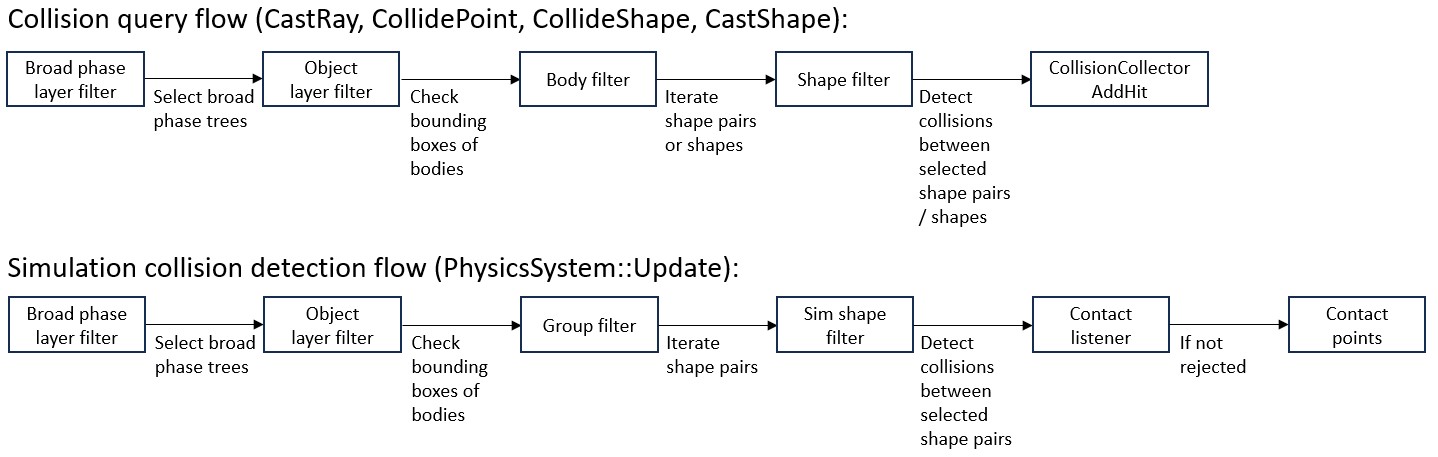 Collision query flow (CastRay, CollidePoint, CollideShape, CastShape):
Broad phase
layer filter
Select broad
phase trees
Object
layer filter
Check
bounding
boxes of
bodies
Body filter
Iterate
shape pairs
or shapes
Shape filter
Detect
collisions
between
selected
shape pairs
/ shapes
CollisionCollector
AddHit
Simulation collision detection flow (PhysicsSystem::Update):
Broad phase
layer filter
Select broad
phase trees
Object
layer filter
Check
bounding
boxes of
bodies
Group filter
Iterate
shape pairs
Sim shape
filter
Detect
collisions
between
selected
shape pairs
Contact
listener
If not
rejected
Contact
points